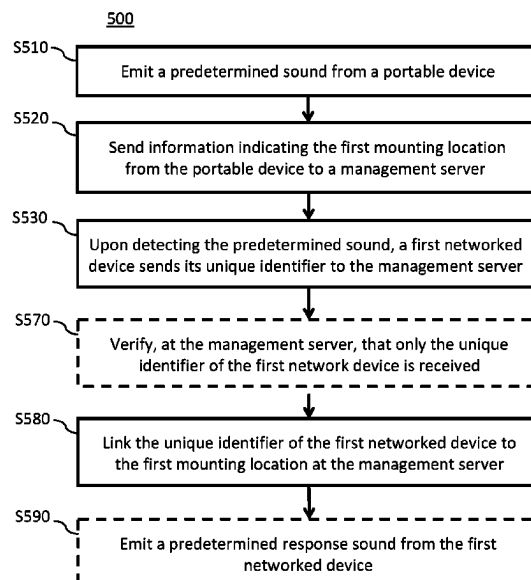 500
S510
Emit a predetermined sound from a portable device
S520
Send information indicating the first mounting location
from the portable device to a management server
S530
Upon detecting the predetermined sound, a first networked
device sends its unique identifier to the management server
S570
Verify, at the management server, that only the unique
identifier of the first network device is received
S580
Link the unique identifier of the first networked device to
the first mounting location at the management server
S590
Emit a predetermined response sound from the first
networked device